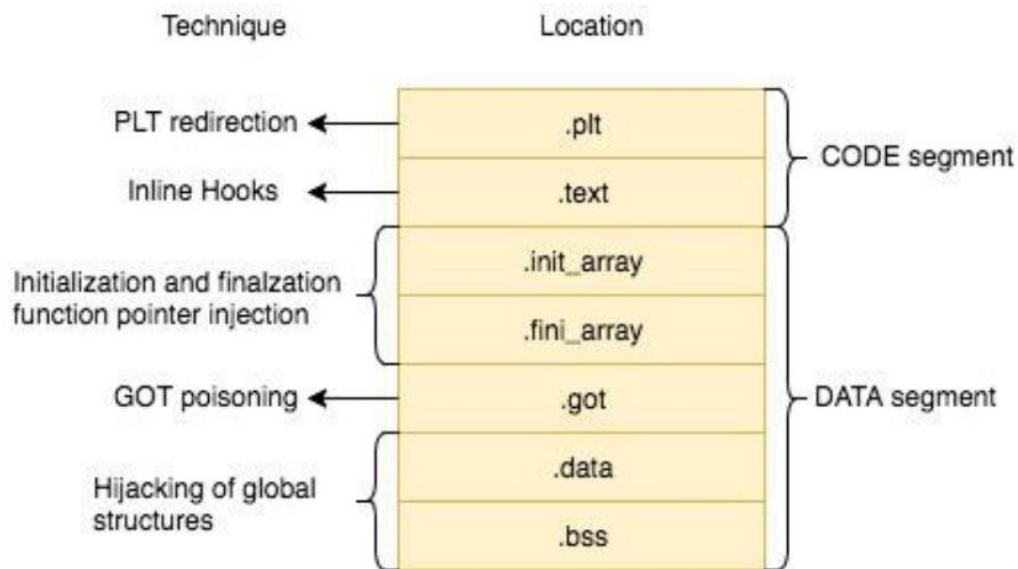 Technique
Location
PLT redirection
.plt
CODE segment
Inline Hooks
.text
Initialization and finalzation
function pointer injection
.init_array
.fini_array
GOT poisoning
.got
DATA segment
Hijacking of global
structures
.data
.bss